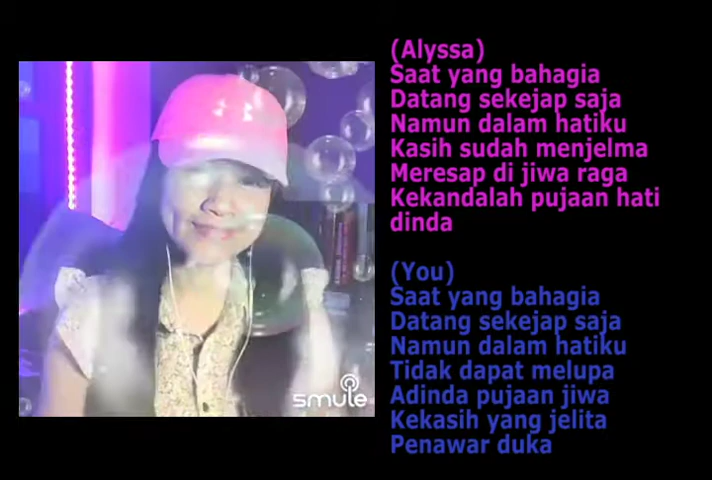 (Alyssa)
Saat yang bahagia
Datang sekejap saja
Namun dalam hatiku
Kasih sudah menjelma
Meresap di jiwa raga
Kekandalah pujaan hati
dinda
(You)
Saat yang bahagia
Datang sekejap saja
Namun dalam hatiku
Tidak dapat melupa
Adinda pujaan jiwa
Kekasih yang jelita
Penawar duka
SMULE